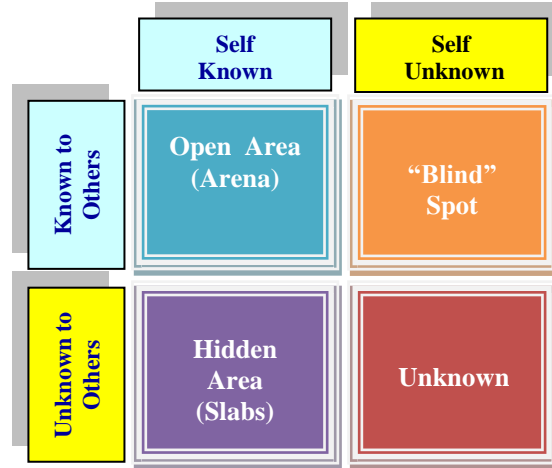 Self
Known
Self
Unknown
Known to
Others
Open Area
(Arena)
“Blind”
Spot
Unknown to
Others
Hidden
Area
(Slabs)
Unknown